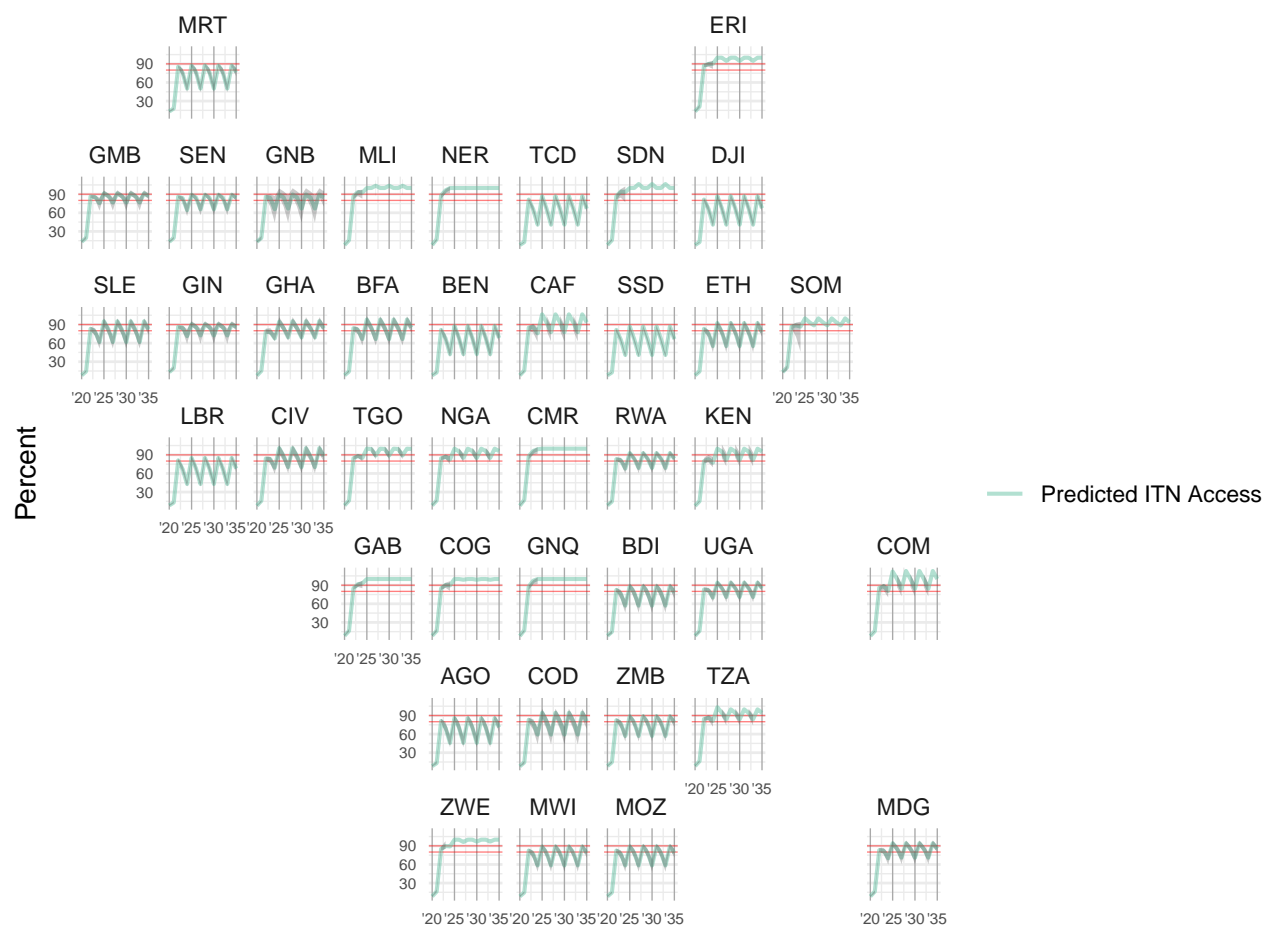 MRT ERI
90
60
30
GMB SEN GNB MLI NER TCD SDN DJI
90
60
30
SLE GIN GHA BFA BEN CAF SSD ETH SOM
90
60
30
'20 '25 '30 '35 '20 '25 '30 '35
LBR CIV TGO NGA CMR RWA KEN
90
60
30
Percent
Predicted ITN Access
'20 '25 '30 '35 '20 '25 '30 '35
GAB COG GNQ BDI UGA COM
90
60
30
'20 '25 '30 '35
AGO COD ZMB TZA
90
60
30
'20 '25 '30 '35
ZWE MWI MOZ MDG
90
60
30
'20 '25 '30 '35 '20 '25 '30 '35 '20 '25 '30 '35 '20 '25 '30 '35